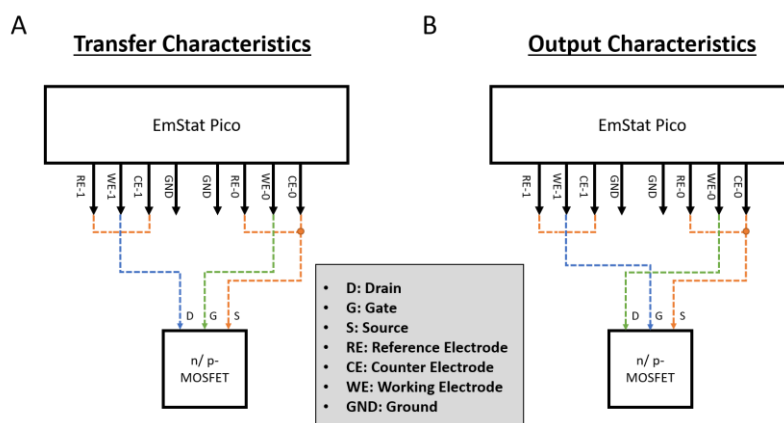 A
Transfer Characteristics
EmStat Pico
RE-1
WE-1
CE-1
GND
GND
RE-0
WE-0
CE-0
D G S
n/ p-
MOSFET
B
Output Characteristics
EmStat Pico
RE-1
WE-1
CE-1
GND
GND
RE-0
WE-0
CE-0
D G S
n/ p-
MOSFET
• D: Drain
• G: Gate
• S: Source
• RE: Reference Electrode
• CE: Counter Electrode
• WE: Working Electrode
• GND: Ground